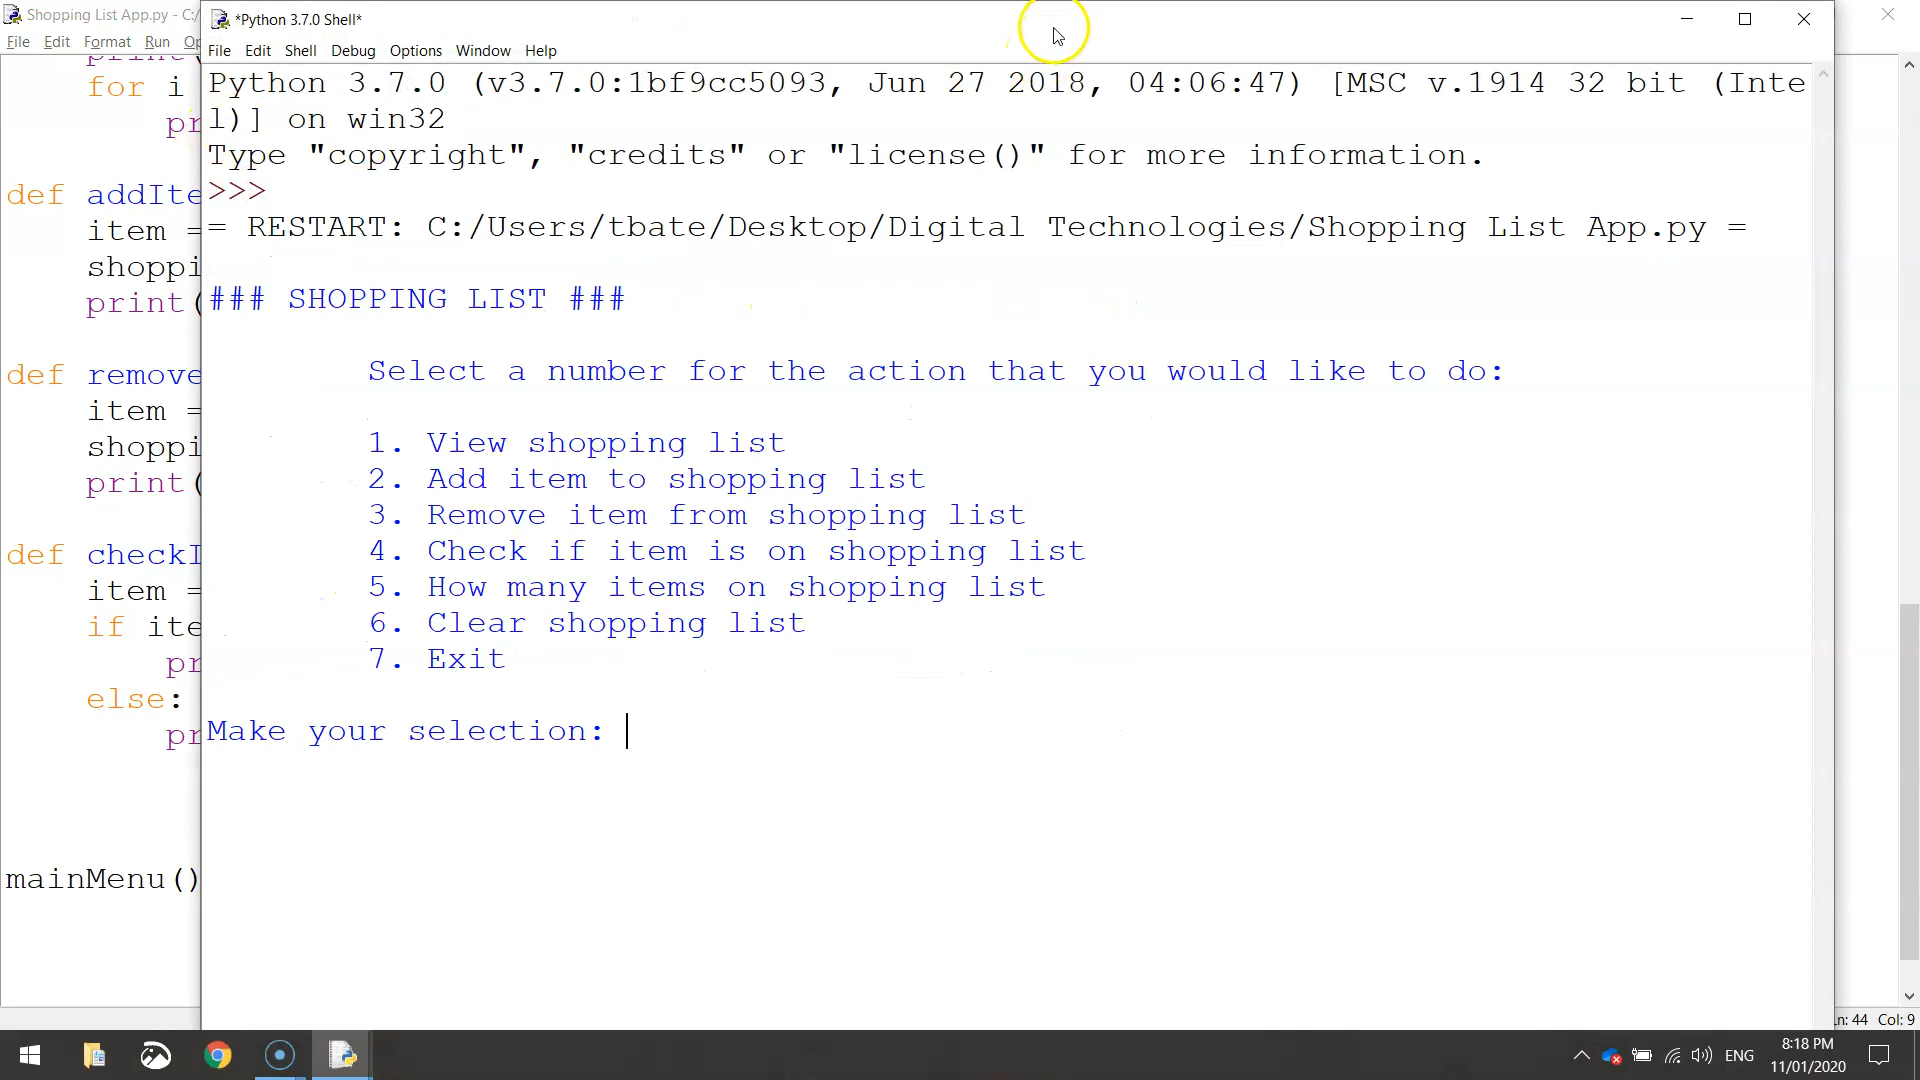 Shopping List App.py - C:/
File Edit Format Run
for i
def addIte
item =
shoppi
print(
def remove
item =
shoppi
print(
def checkI
item =
if ite
pr
else:
pr
mainMenu()
*Python 3.7.0 Shell*
File Edit Shell Debug Options Window Help
Python 3.7.0 (v3.7.0:1bf9cc5093, Jun 27 2018, 04:06:47) [MSC v.1914 32 bit (Inte
l)] on win32
Type "copyright", "credits" or "license()" for more information.
>>>
= RESTART: C:/Users/tbate/Desktop/Digital Technologies/Shopping List App.py =
### SHOPPING LIST ###
Select a number for the action that you would like to do:
1. View shopping list
2. Add item to shopping list
3. Remove item from shopping list
4. Check if item is on shopping list
5. How many items on shopping list
6. Clear shopping list
7. Exit
Make your selection:
Ln: 44 Col: 9
ENG
8:18 PM
11/01/2020